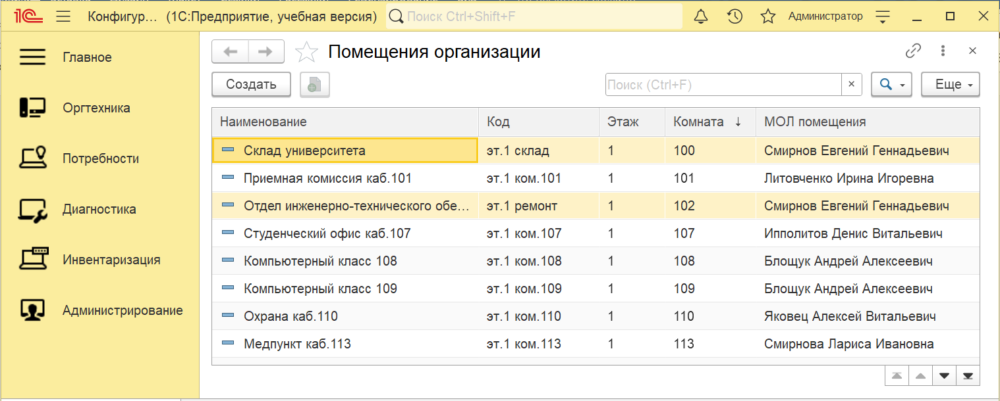 1С Конфигур... (1С:Предприятие, учебная версия) Поиск Ctrl+Shift+F Администратор
Главное
Оргтехника
Потребности
Диагностика
Инвентаризация
Администрирование
Помещения организации
Создать Поиск (Ctrl+F) × Еще
Наименование Код Этаж Комната ↓ МОЛ помещения
Склад университета эт.1 склад 1 100 Смирнов Евгений Геннадьевич
Приемная комиссия каб.101 эт.1 ком.101 1 101 Литовченко Ирина Игоревна
Отдел инженерно-технического обе... эт.1 ремонт 1 102 Смирнов Евгений Геннадьевич
Студенческий офис каб.107 эт.1 ком.107 1 107 Ипполитов Денис Витальевич
Компьютерный класс 108 эт.1 ком.108 1 108 Блощук Андрей Алексеевич
Компьютерный класс 109 эт.1 ком.109 1 109 Блощук Андрей Алексеевич
Охрана каб.110 эт.1 ком.110 1 110 Яковец Алексей Витальевич
Медпункт каб.113 эт.1 ком.113 1 113 Смирнова Лариса Ивановна